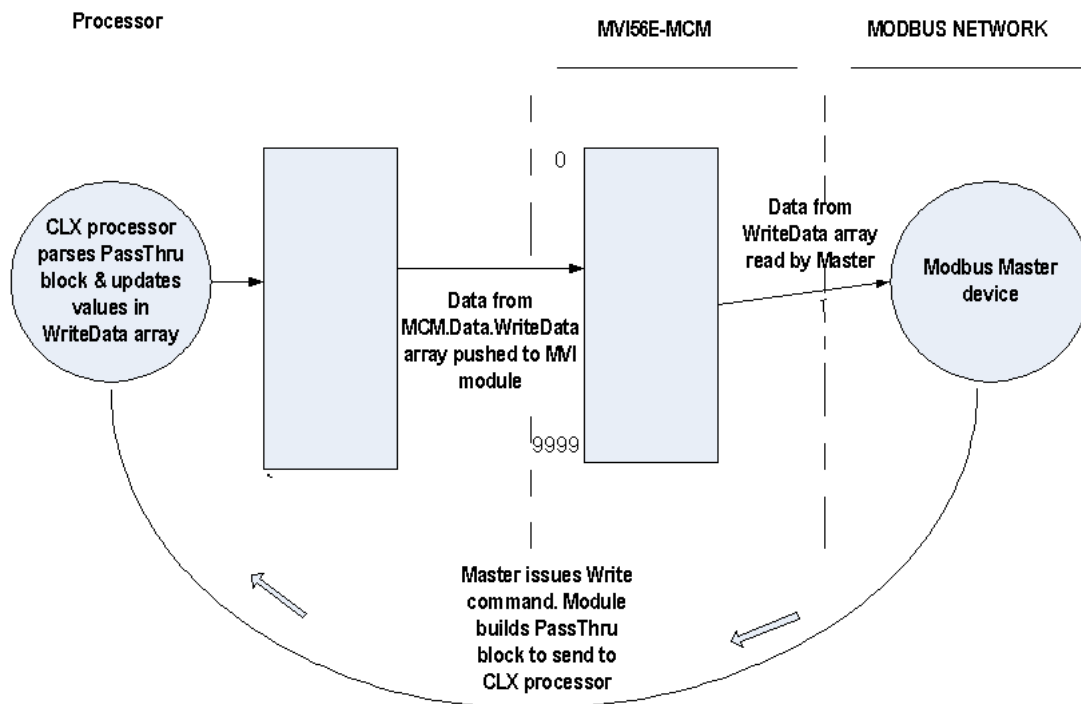 Processor
MVI56E-MCM
MODBUS NETWORK
0
CLX processor
parses PassThru
block & updates
values in
WriteData array
Data from
MCM.Data.WriteData
array pushed to MVI
module
Data from
WriteData array
read by Master
Modbus Master
device
9999
Master issues Write
command. Module
builds PassThru
block to send to
CLX processor